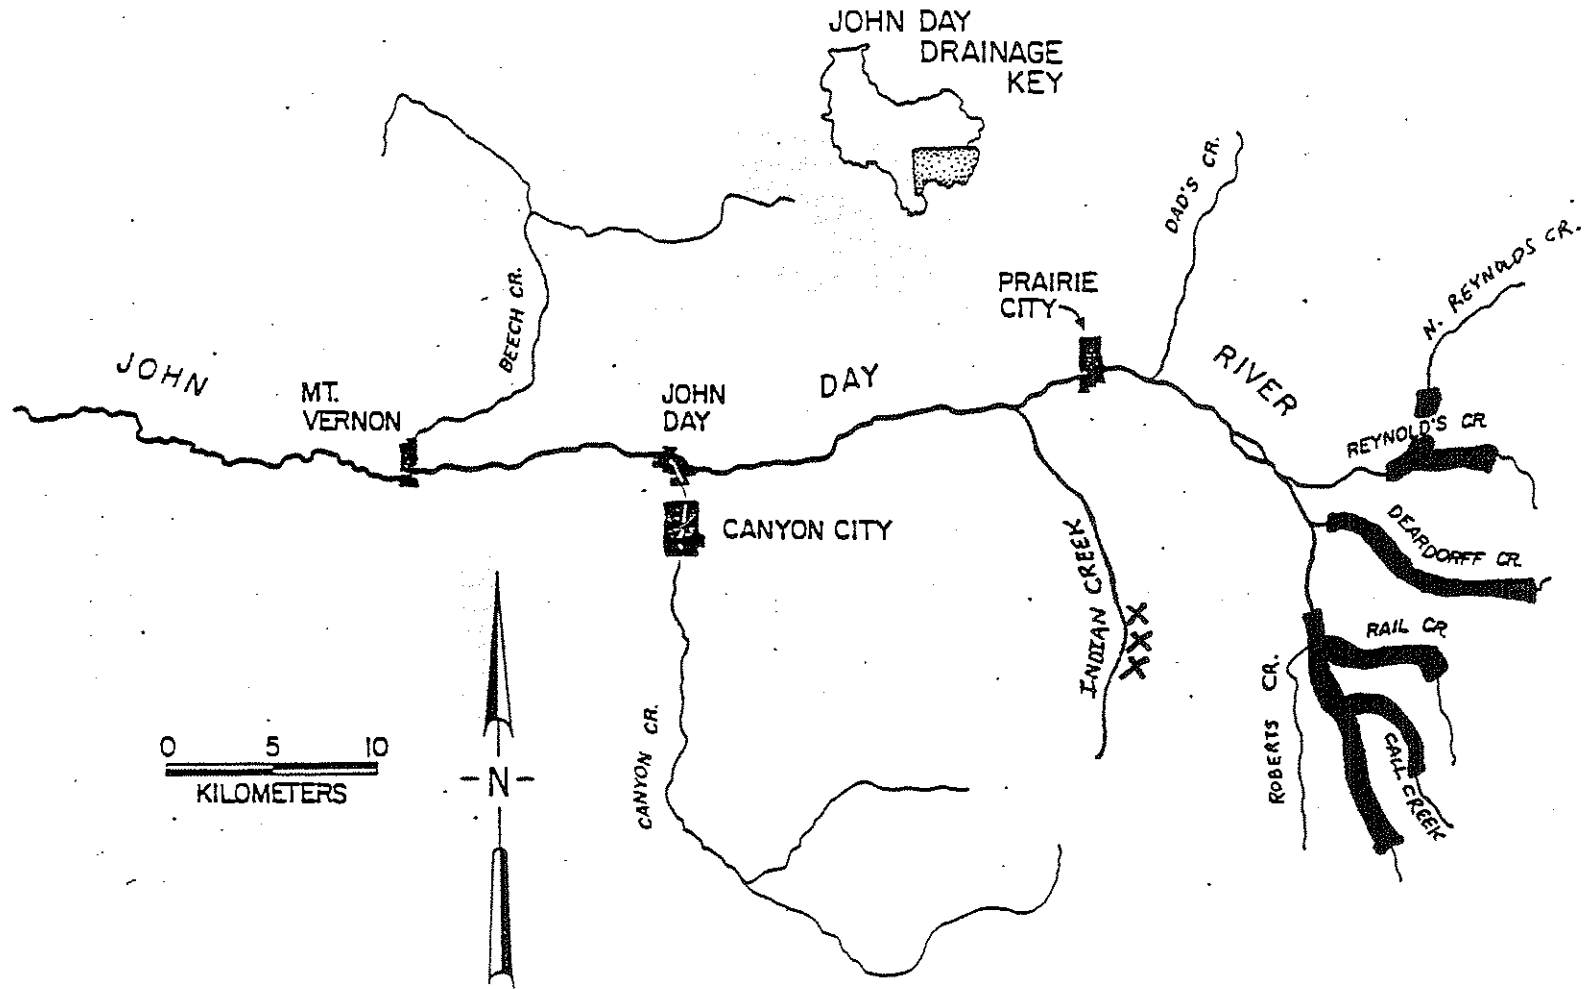 JOHN DAY
DRAINAGE
KEY
DAD'S CR.
N. REYNOLDS CR.
PRAIRIE
CITY
BEECH CR.
JOHN
DAY
RIVER
MT.
VERNON
JOHN
DAY
REYNOLD'S CR
CANYON CITY
DEARDORFF CR.
INDIAN CREEK
XXX
RAIL CR
ROBERTS CR.
CALL CREEK
CANYON CR.
0 5 10
KILOMETERS
-N-